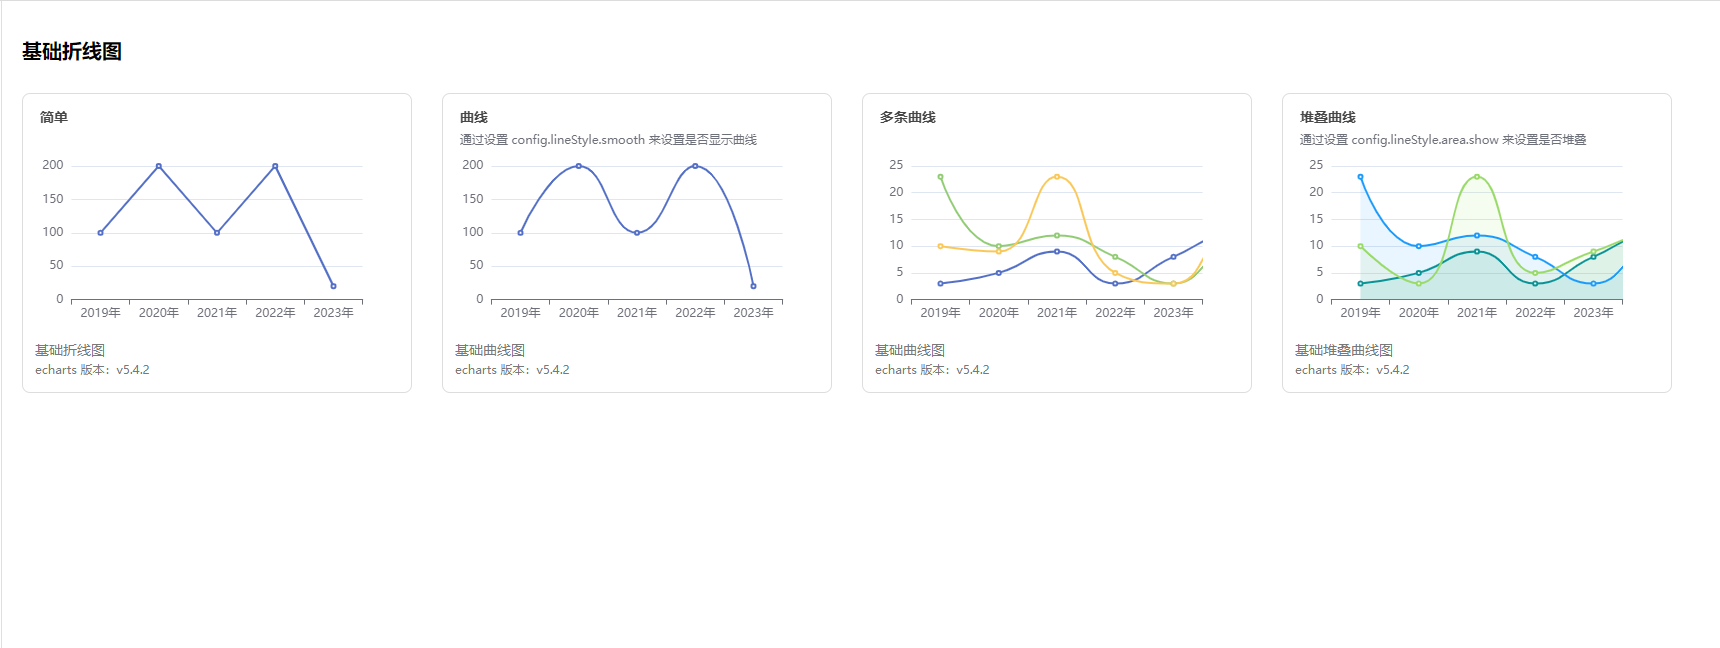 基础折线图
简单
200
150
100
50
0
2019年 2020年 2021年 2022年 2023年
基础折线图
echarts 版本：v5.4.2
曲线
通过设置 config.lineStyle.smooth 来设置是否显示曲线
200
150
100
50
0
2019年 2020年 2021年 2022年 2023年
基础曲线图
echarts 版本：v5.4.2
多条曲线
25
20
15
10
5
0
2019年 2020年 2021年 2022年 2023年
基础曲线图
echarts 版本：v5.4.2
堆叠曲线
通过设置 config.lineStyle.area.show 来设置是否堆叠
25
20
15
10
5
0
2019年 2020年 2021年 2022年 2023年
基础堆叠曲线图
echarts 版本：v5.4.2